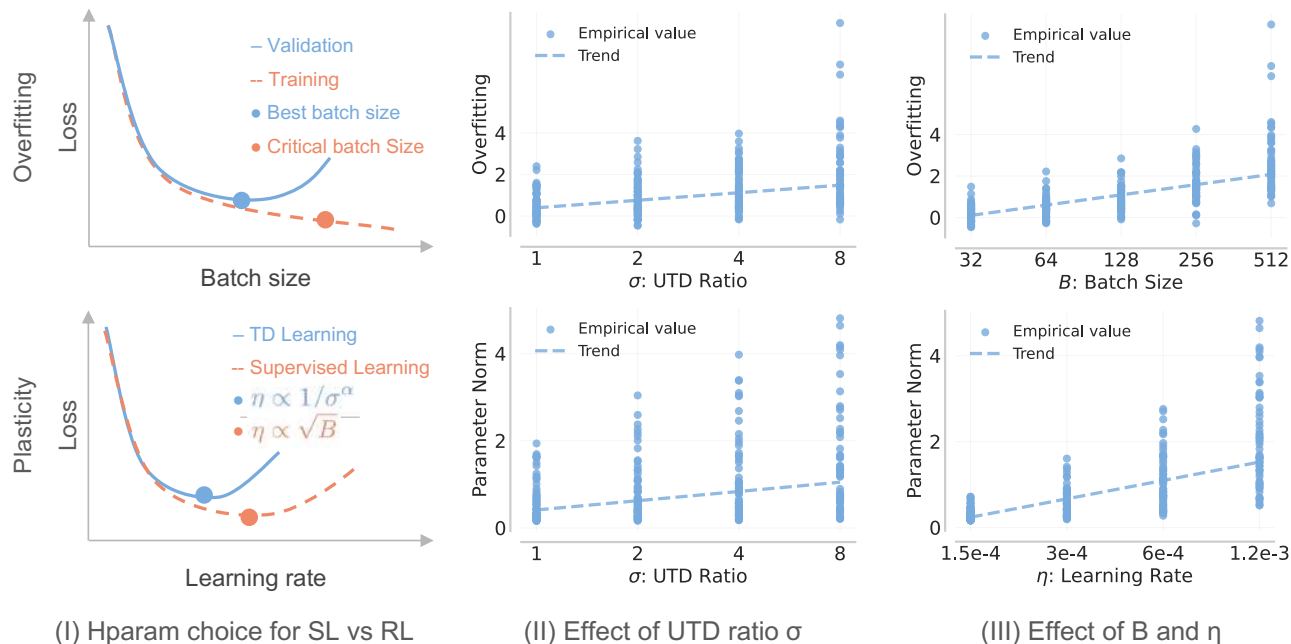 Overfitting
Loss
– Validation
-- Training
Best batch size
Critical batch Size
Batch size
Empirical value
Trend
Overfitting
4
2
0
1 2 4 8
σ: UTD Ratio
Empirical value
Trend
Overfitting
4
2
0
32 64 128 256 512
B: Batch Size
Plasticity
Loss
– TD Learning
-- Supervised Learning
η ∝ 1/σ^α
η ∝ √B
Learning rate
Empirical value
Trend
Parameter Norm
4
2
0
1 2 4 8
σ: UTD Ratio
Empirical value
Trend
Parameter Norm
4
2
0
1.5e-4 3e-4 6e-4 1.2e-3
η: Learning Rate
(I) Hparam choice for SL vs RL
(II) Effect of UTD ratio σ
(III) Effect of B and η